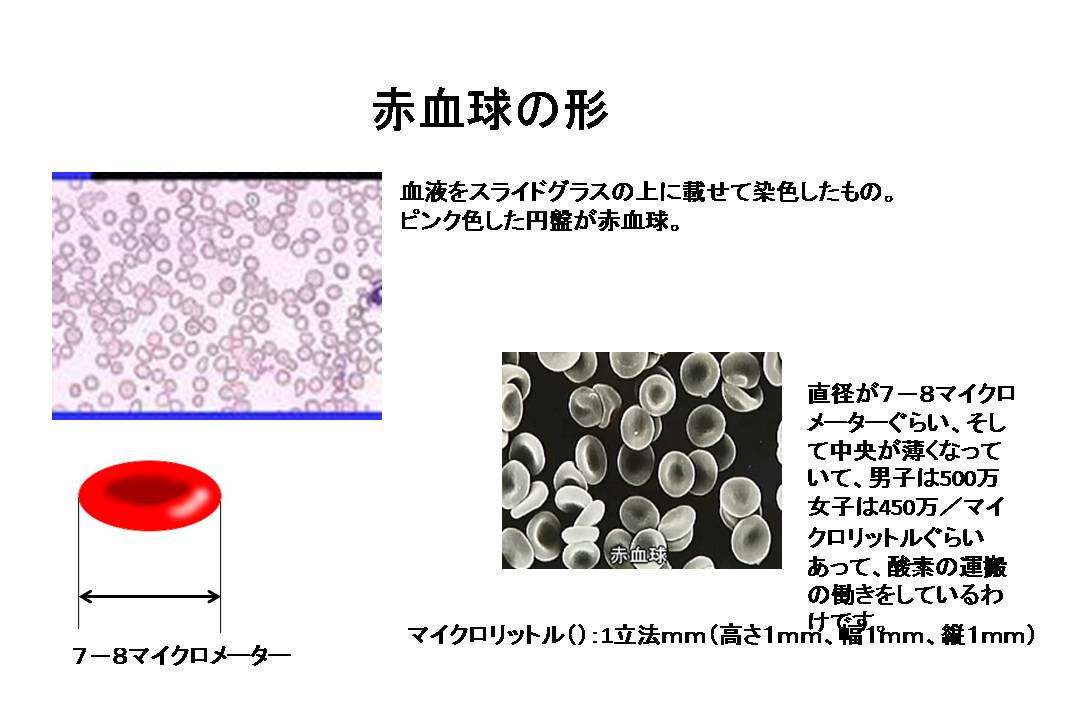 赤血球の形
血液をスライドグラスの上に載せて染色したもの。
ピンク色した円盤が赤血球。
赤血球
直径が７－８マイクロ
メーターぐらい、そし
て中央が薄くなって
いて、男子は500万
女子は450万／マイ
クロリットルぐらい
あって、酸素の運搬
の働きをしているわ
けです。
マイクロリットル（）：１立法ｍｍ（高さ１ｍｍ、幅１ｍｍ、縦１ｍｍ）
７－８マイクロメーター